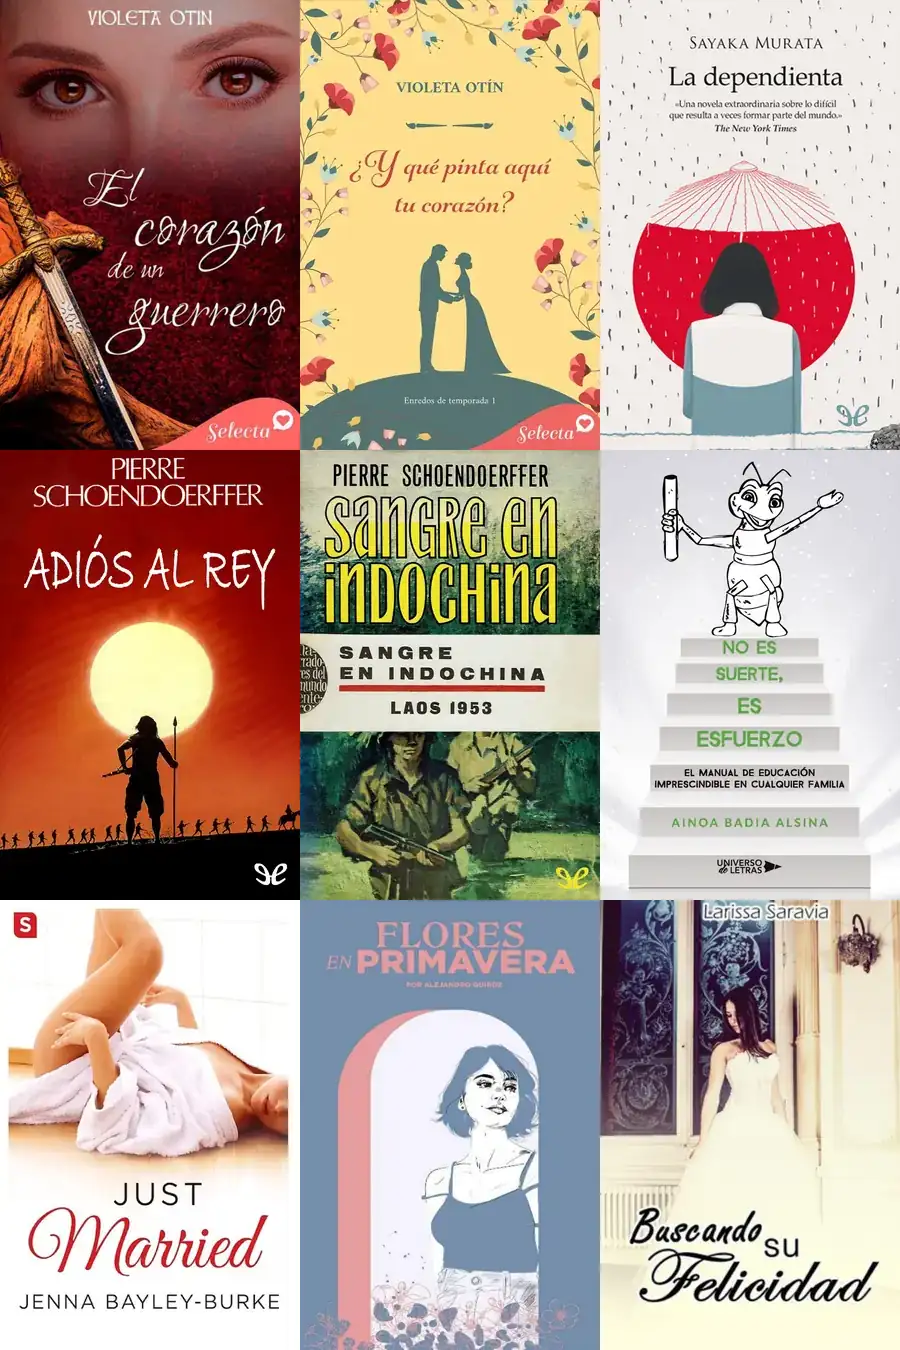 VIOLETA OTIN
El
corazón
de un
guerrero
Selecta
VIOLETA OTÍN
¿Y qué pinta aquí
tu corazón?
Enredos de temporada 1
Selecta
SAYAKA MURATA
La dependienta
«Una novela extraordinaria sobre lo difícil
que resulta a veces formar parte del mundo.»
The New York Times
PIERRE
SCHOENDOERFFER
ADIÓS AL REY
PIERRE SCHOENDOERFFER
SANGRE EN
INDOCHINA
SANGRE
EN INDOCHINA
LAOS 1953
NO ES
SUERTE,
ES
ESFUERZO
EL MANUAL DE EDUCACIÓN
IMPRESCINDIBLE EN CUALQUIER FAMILIA
AINOA BADIA ALSINA
UNIVERSO
de LETRAS
S
JUST
Married
JENNA BAYLEY-BURKE
FLORES
EN PRIMAVERA
POR ALEJANDRO QUIROZ
Larissa Saravia
Buscando
su
Felicidad